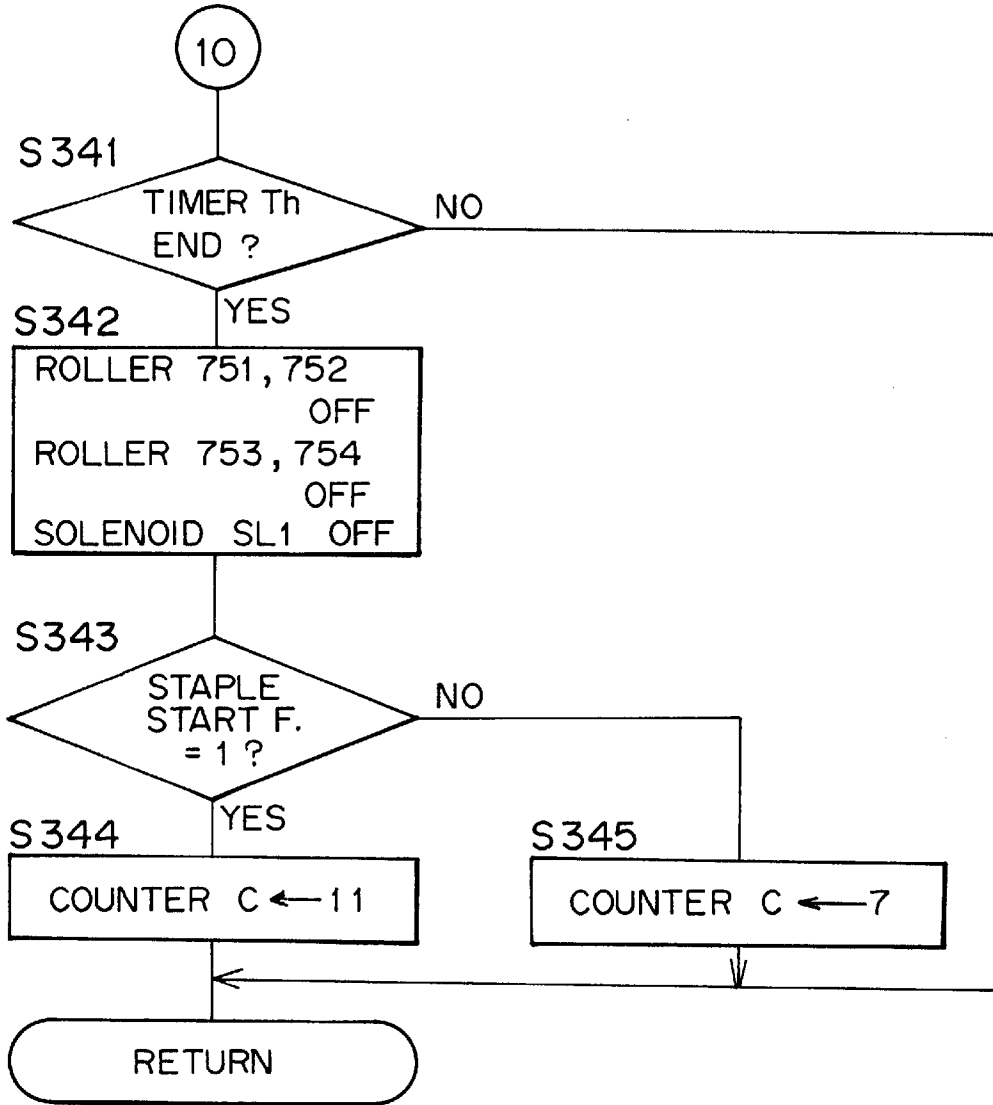 10
S341
TIMER Th
END ?
NO
YES
S342
ROLLER 751, 752
OFF
ROLLER 753, 754
OFF
SOLENOID SL1 OFF
S343
STAPLE
START F.
= 1 ?
NO
YES
S344
COUNTER C ← 11
S345
COUNTER C ← 7
RETURN